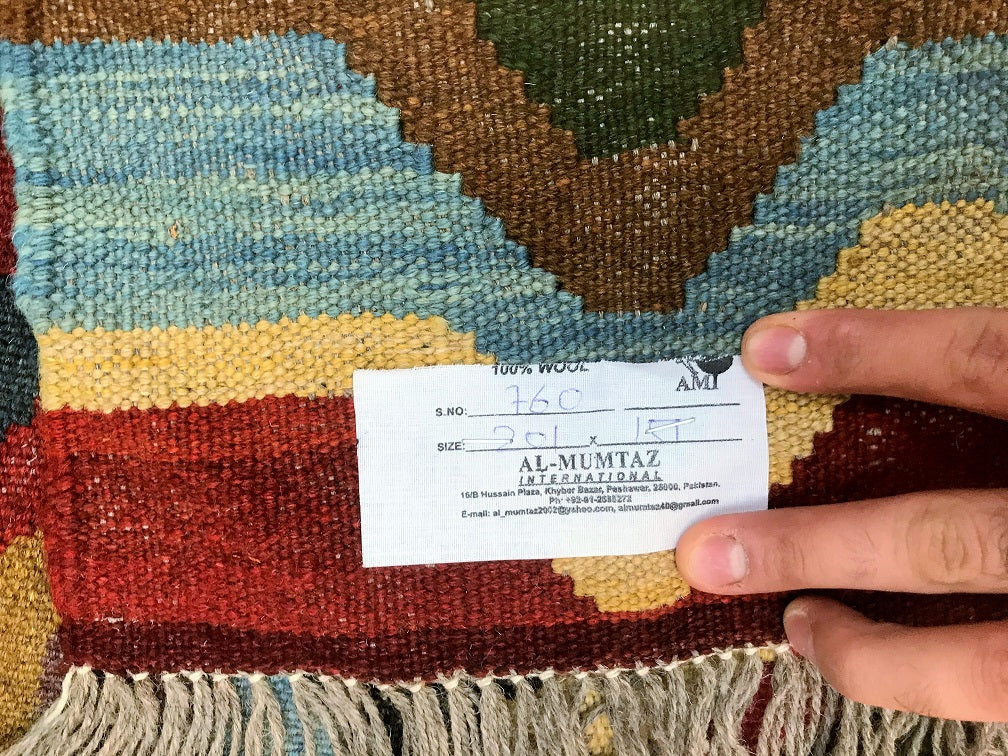 100% WOOL
AMI
S.NO: 760
SIZE: 201 x 151
AL-MUMTAZ
INTERNATIONAL
16/B Hussain Plaza, Khyber Bazar, Peshawar, 25000, Pakistan.
E-mail: al_mumtaz2002@yahoo.com, almumtaz40@gmail.com